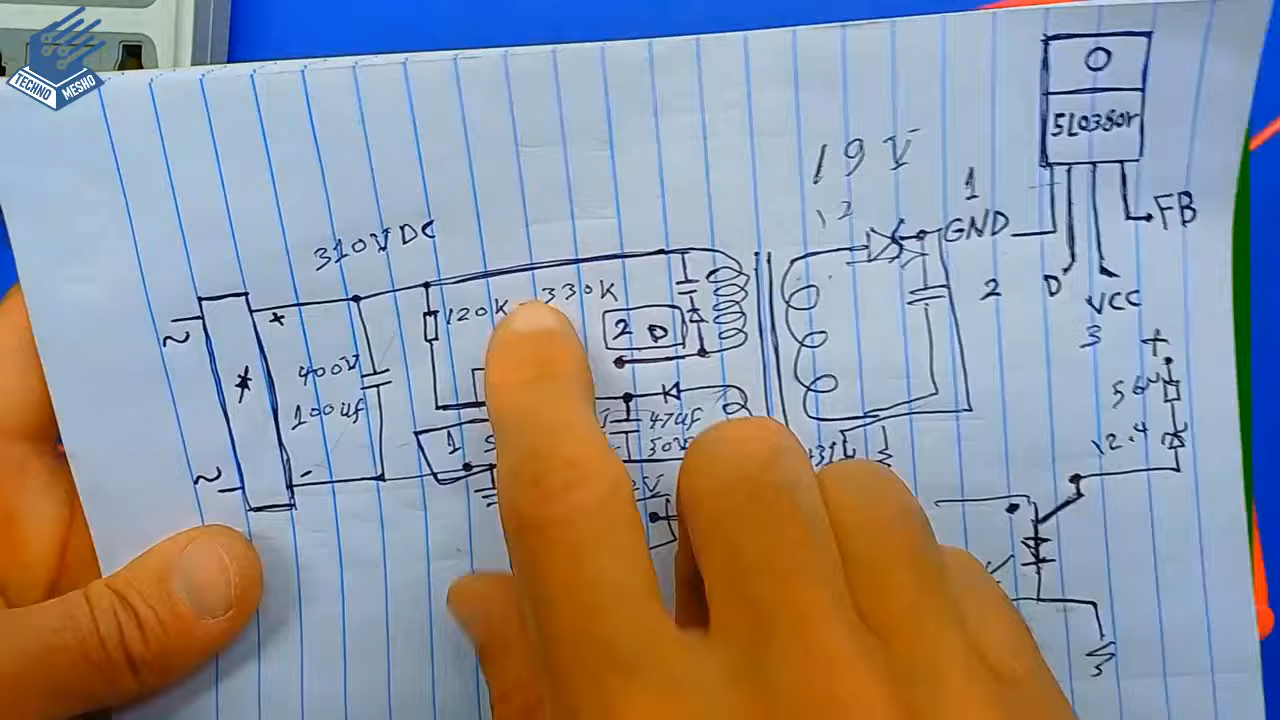 TECHNO
MESHO
310VDC
~
+
*
400V
100uf
~
-
120K
330K
2 D
1
47uf
50V
19V
12
1
GND
2
5L0380r
FB
D
VCC
3
+
12.4